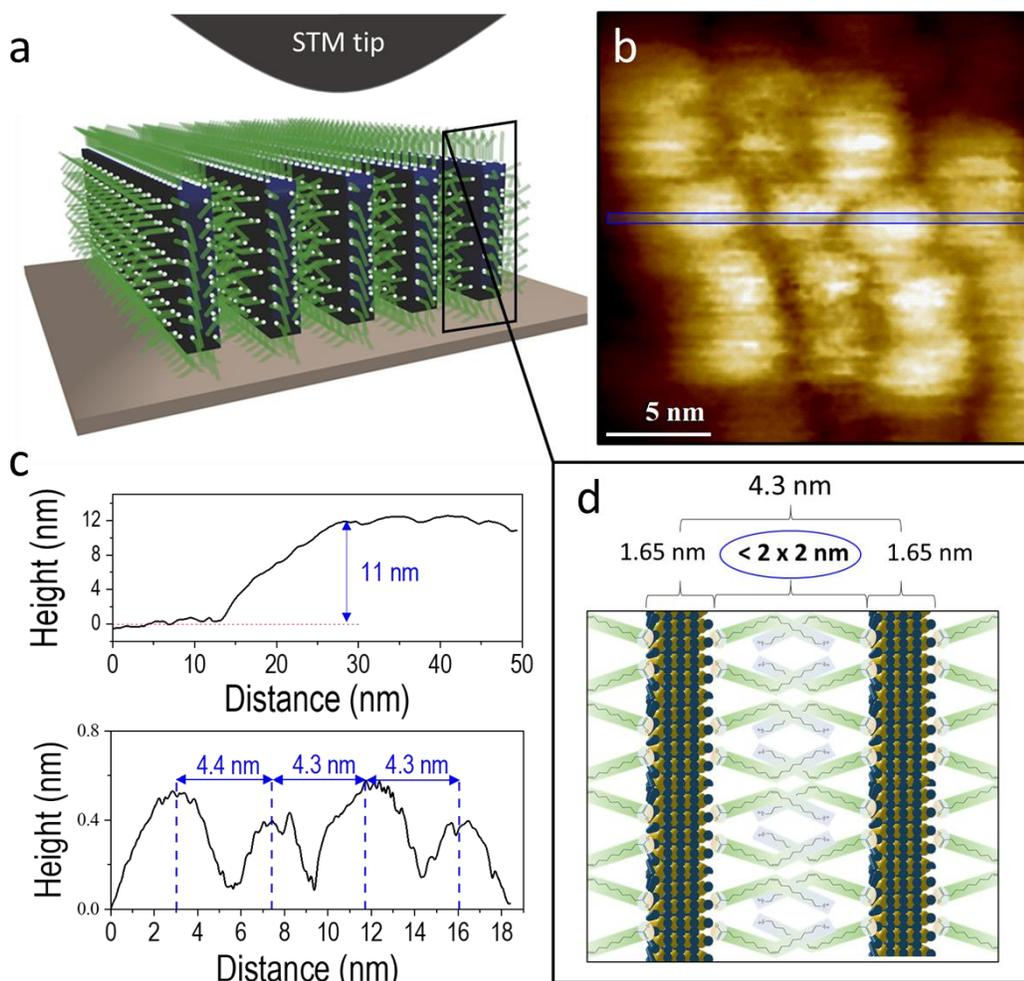 a
STM tip
b
5 nm
c
Height (nm)
12
8
4
0
11 nm
0 10 20 30 40 50
Distance (nm)
Height (nm)
0.8
0.4
0.0
4.4 nm 4.3 nm 4.3 nm
0 2 4 6 8 10 12 14 16 18
Distance (nm)
d
4.3 nm
1.65 nm < 2 x 2 nm 1.65 nm